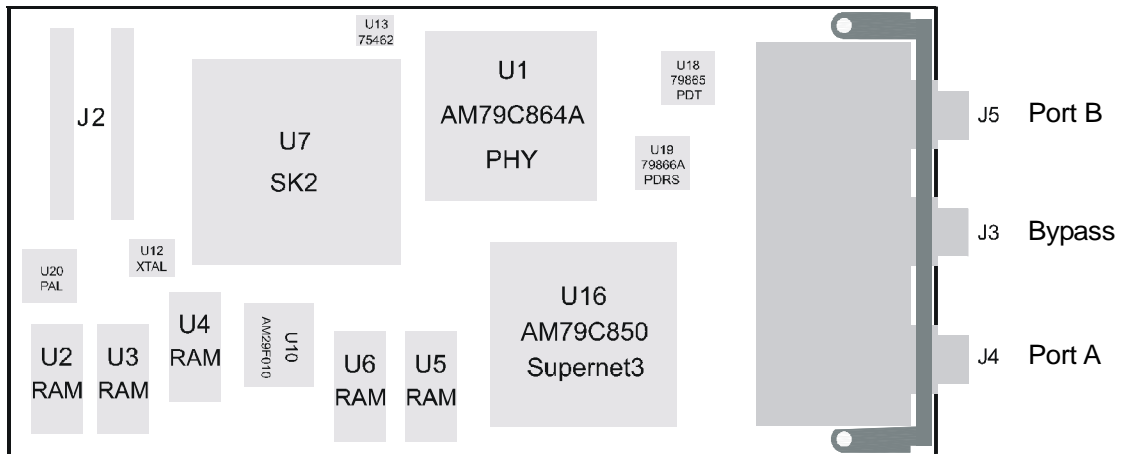 U13
75462
U1
AM79C864A
PHY
U18
79865
PDT
J2
U7
SK2
U19
79866A
PDRS
J5 Port B
J3 Bypass
J4 Port A
U20
PAL
U12
XTAL
U4
RAM
U10
AM29F010
U16
AM79C850
Supernet3
U2
RAM
U3
RAM
U6
RAM
U5
RAM